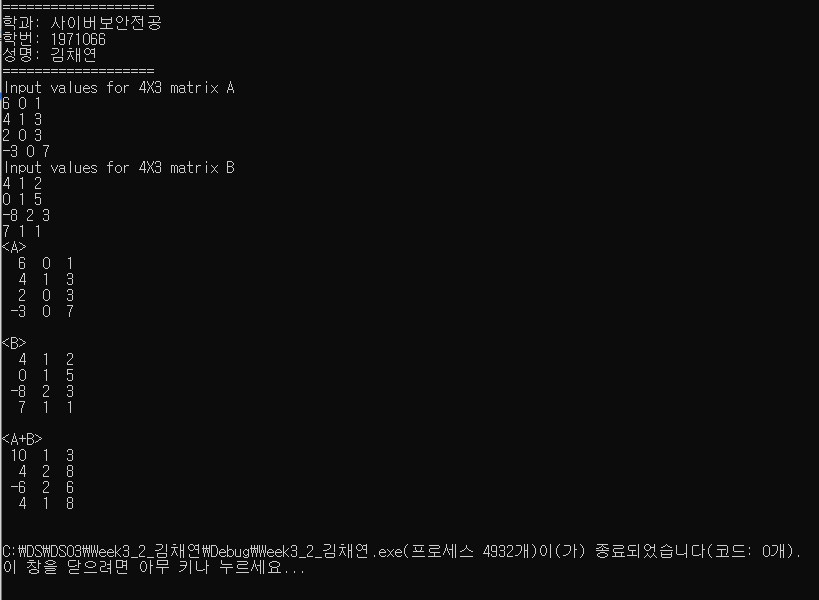 ===================
학과: 사이버보안전공
학번: 1971066
성명: 김채연
===================
Input values for 4X3 matrix A
6 0 1
4 1 3
2 0 3
-3 0 7
Input values for 4X3 matrix B
4 1 2
0 1 5
-8 2 3
7 1 1
<A>
6 0 1
4 1 3
2 0 3
-3 0 7
<B>
4 1 2
0 1 5
-8 2 3
7 1 1
<A+B>
10 1 3
4 2 8
-6 2 6
4 1 8
C:₩DS₩DS03₩Week3_2_김채연₩Debug₩Week3_2_김채연.exe(프로세스 4932개)이(가) 종료되었습니다(코드: 0개).
이 창을 닫으려면 아무 키나 누르세요...